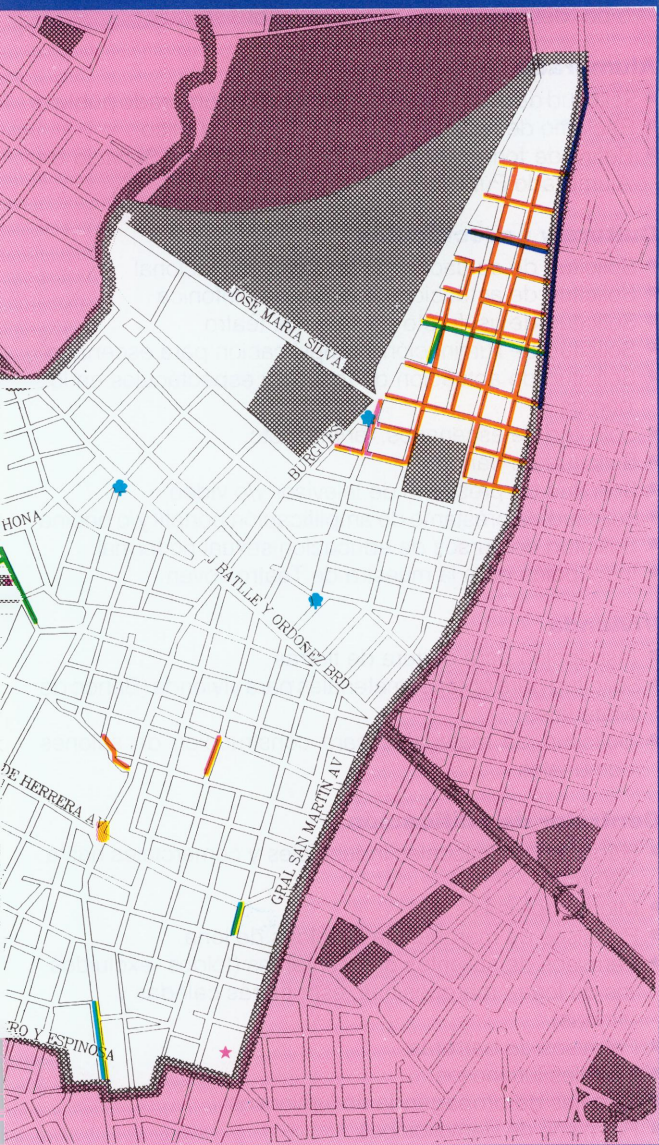 JOSE MARIA SILVA
BURGUES
HONA
J BATLLE Y ORDOÑEZ BRD
DE HERRERA AV
GRAL SAN MARTIN AV
RO Y ESPINOSA